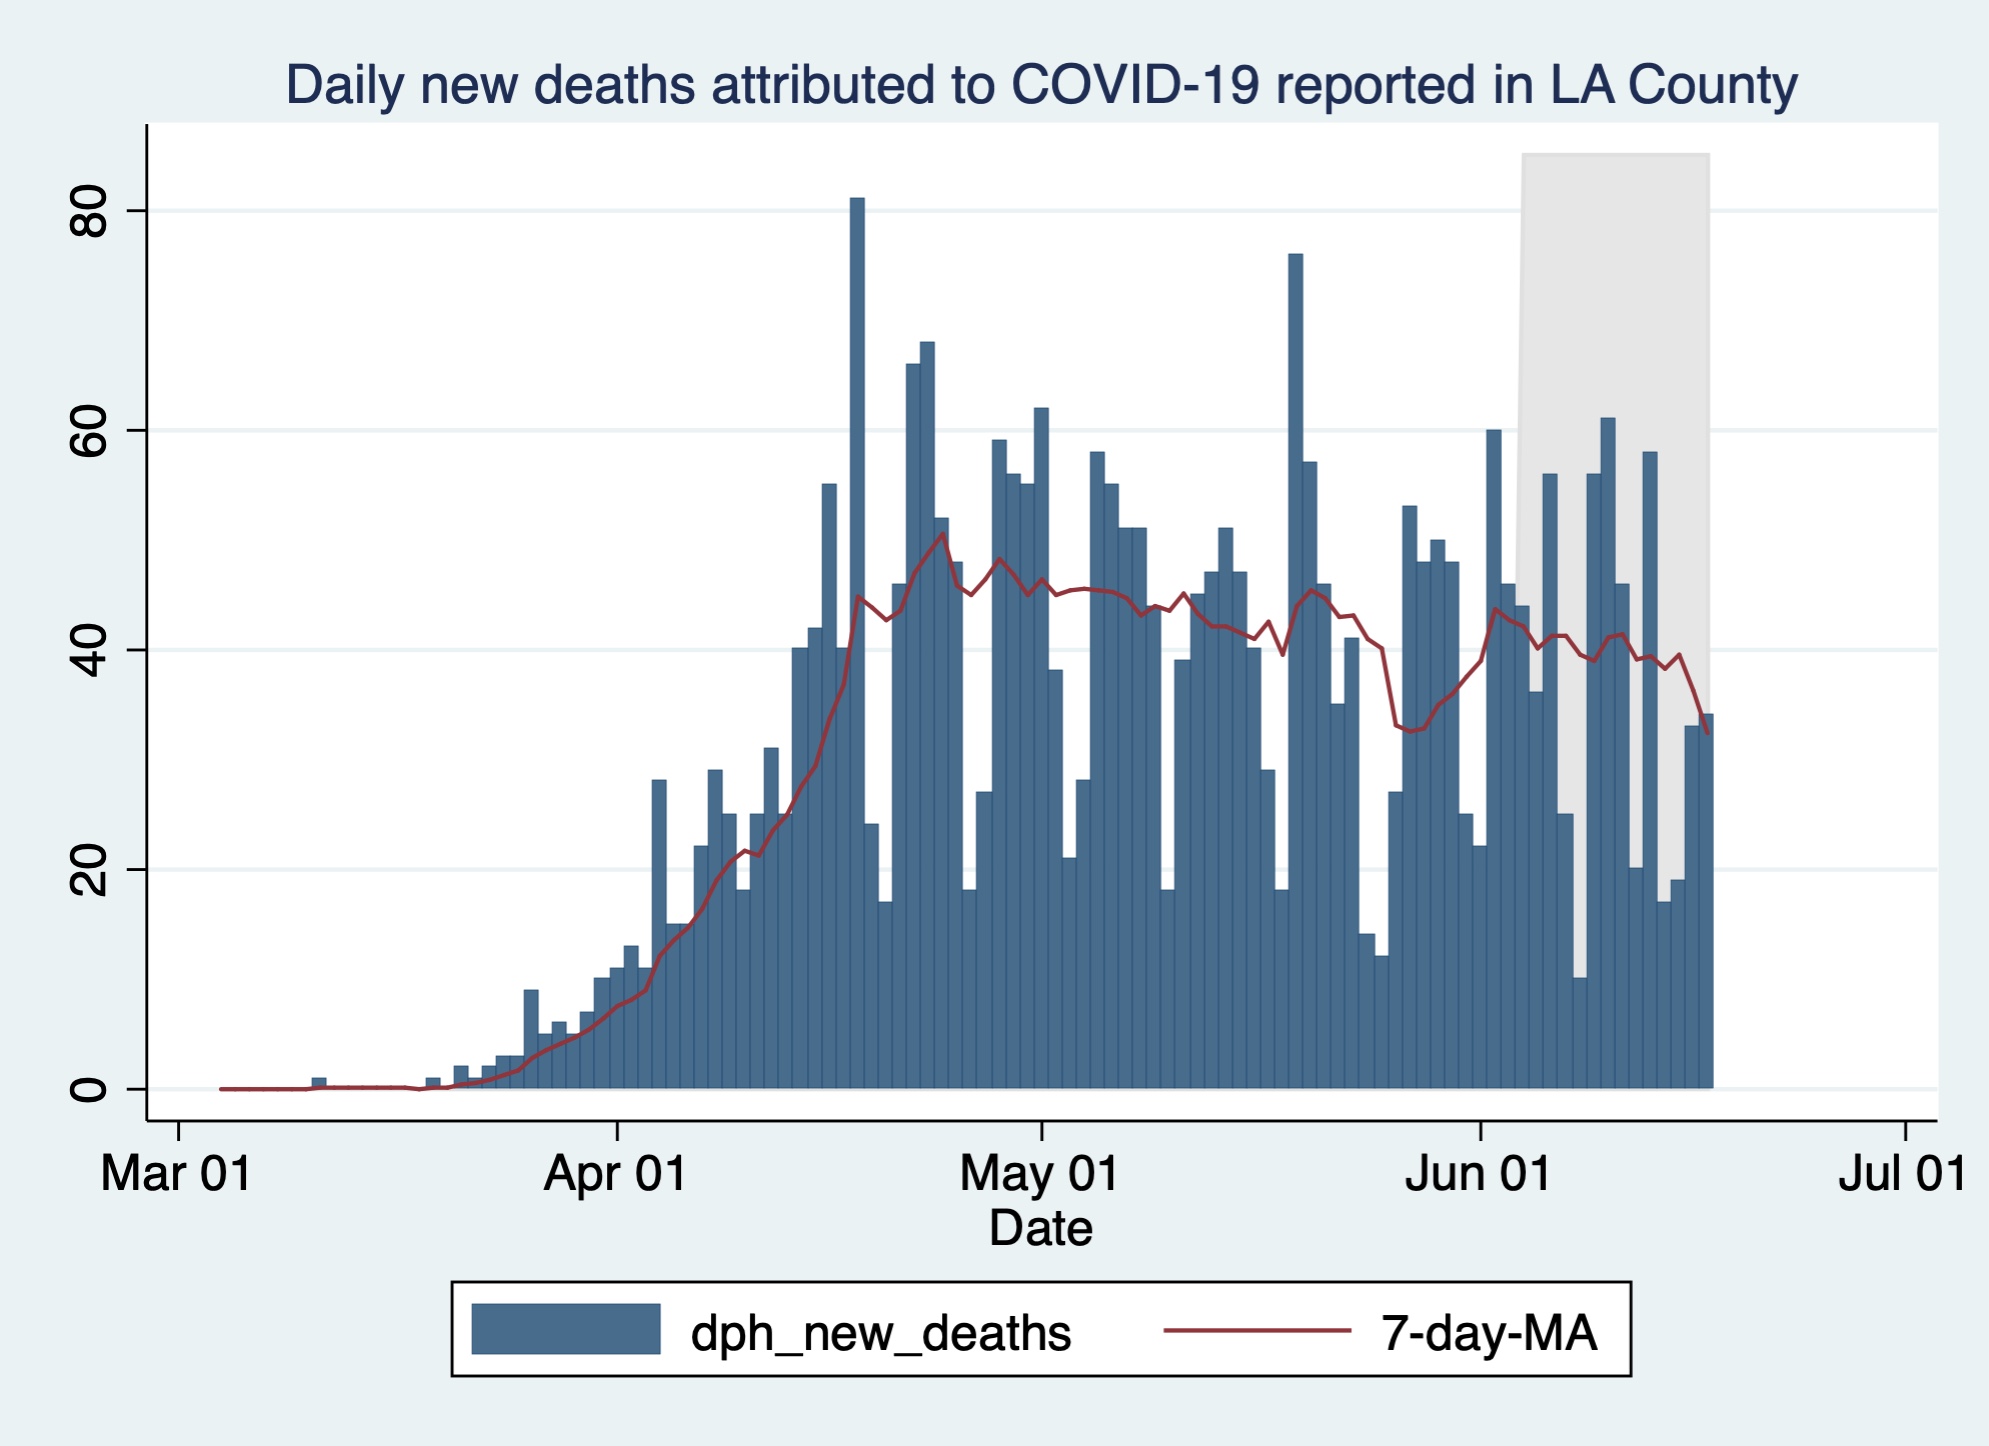 Daily new deaths attributed to COVID-19 reported in LA County
80
60
40
20
0
Mar 01 Apr 01 May 01 Jun 01 Jul 01
Date
dph_new_deaths 7-day-MA